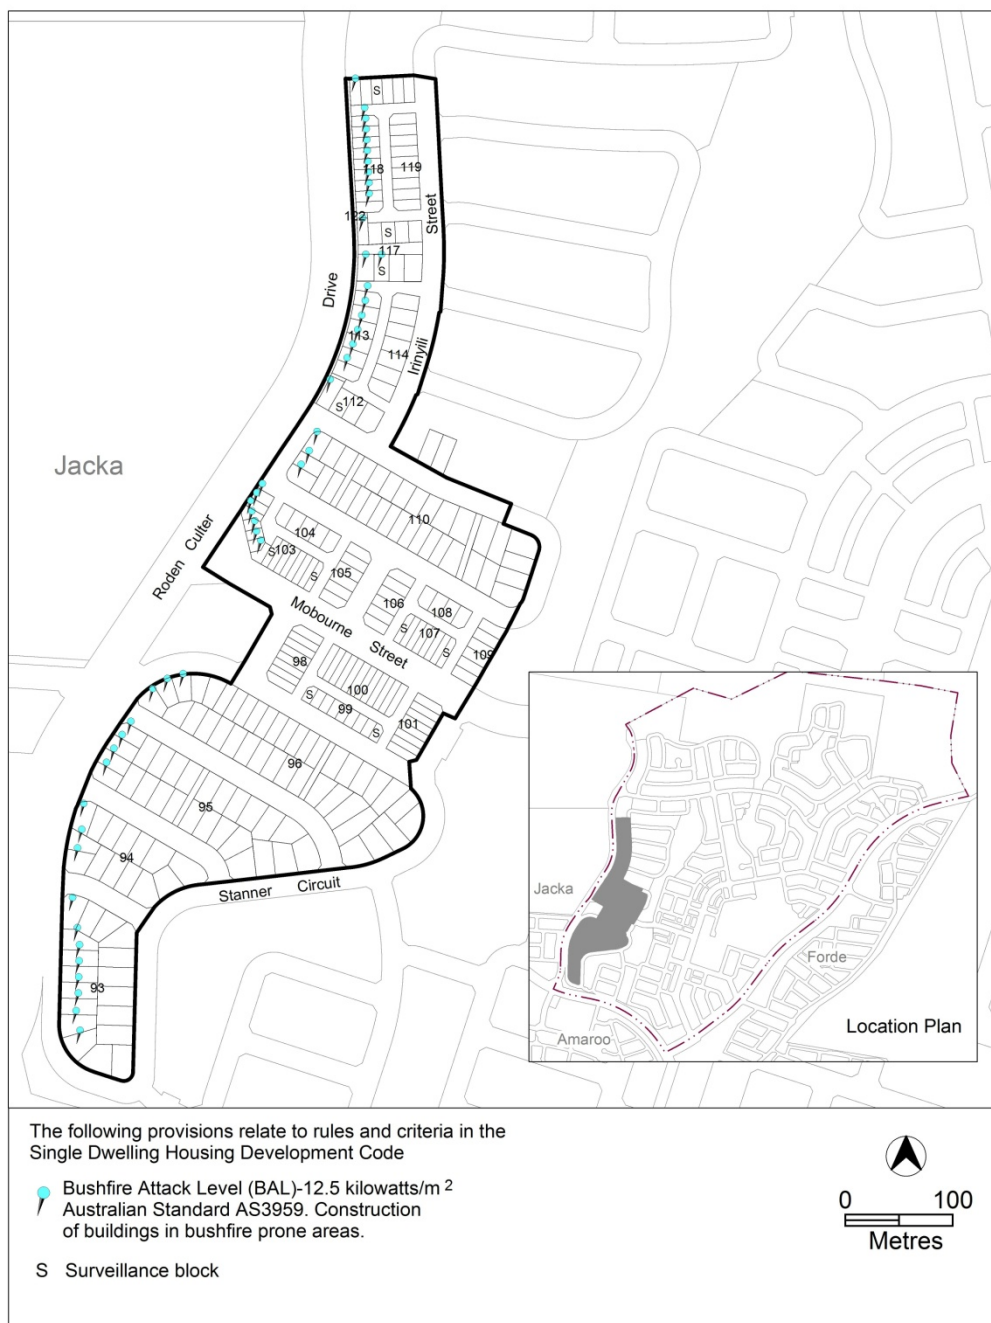 S
118
119
Street
122
S
117
S
Drive
113
114
Irinyili
S
112
Jacka
110
104
S
103
S
105
Roden Culter
106
108
S
107
S
109
Mobourne Street
98
100
S
99
S
101
96
95
94
Stanner Circuit
93
Jacka
Forde
Amaroo
Location Plan
The following provisions relate to rules and criteria in the
Single Dwelling Housing Development Code
Bushfire Attack Level (BAL)-12.5 kilowatts/m 2
Australian Standard AS3959. Construction
of buildings in bushfire prone areas.
S Surveillance block
0 100
Metres